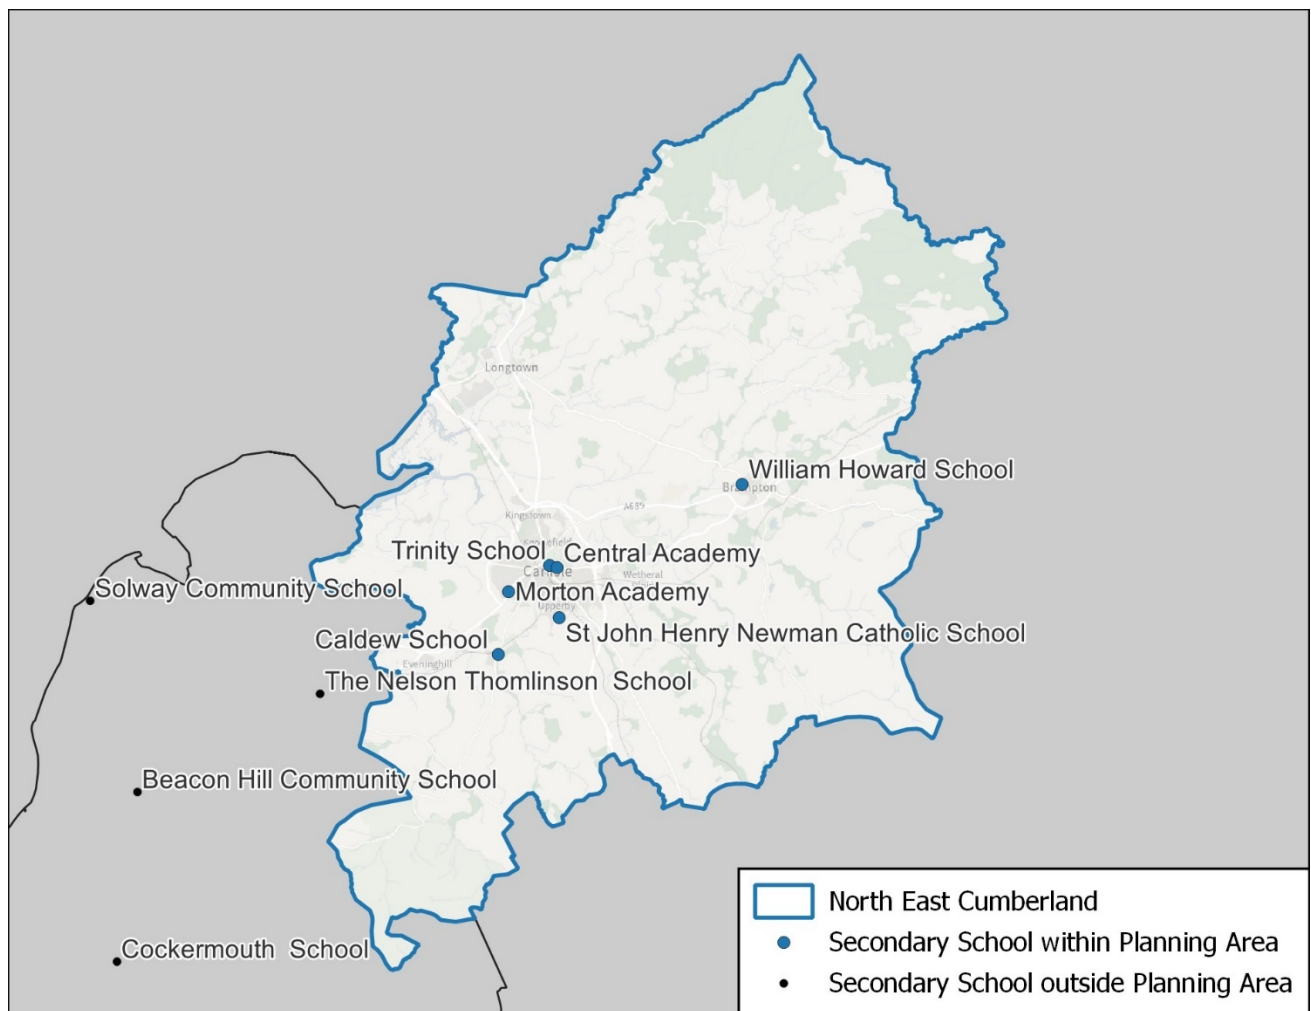 Longtown
William Howard School
Brampton
A689
Kingstown
Trinity School
Central Academy
Carlisle
Wetheral
Solway Community School
Morton Academy
Upperby
St John Henry Newman Catholic School
Caldew School
Eveninghill
The Nelson Thomlinson School
Beacon Hill Community School
Cockermouth School
North East Cumberland
Secondary School within Planning Area
Secondary School outside Planning Area